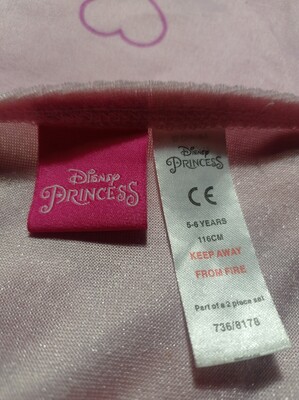 Disney
PRINCESS
Disney
PRINCESS
CE
5-6 YEARS
116CM
KEEP AWAY
FROM FIRE
Part of a 2 piece set
736/8178